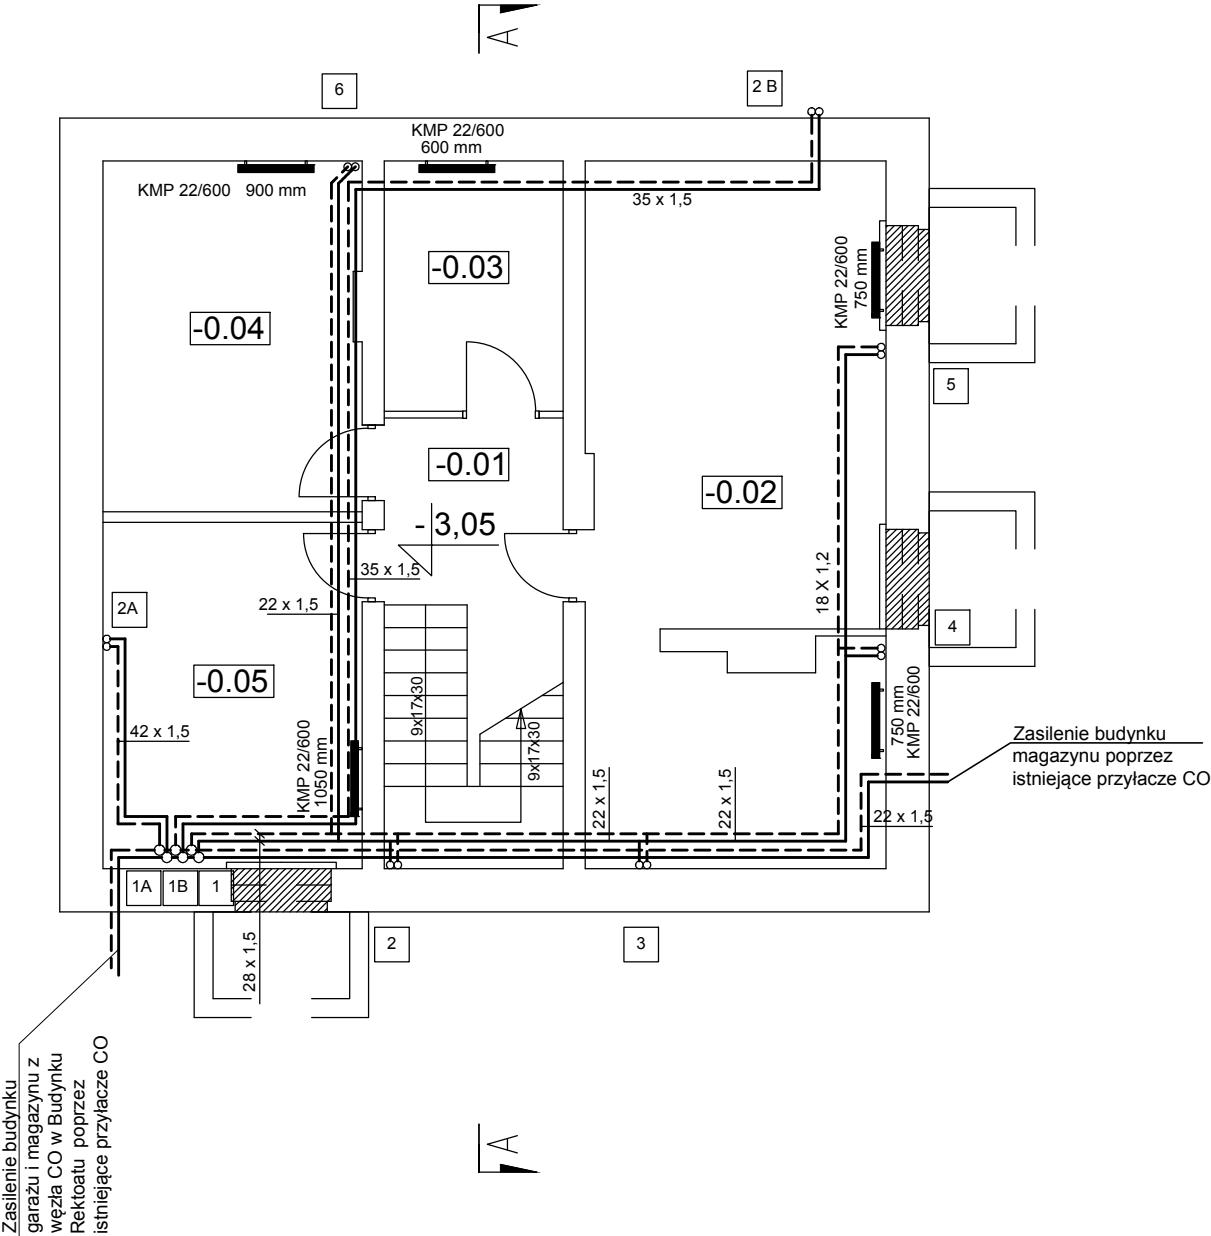 A
6
2 B
KMP 22/600
600 mm
KMP 22/600 900 mm
35 x 1,5
-0.03
KMP 22/600
750 mm
-0.04
5
-0.01
-0.02
- 3,05
35 x 1,5
18 X 1,2
22 x 1,5
2A
4
-0.05
9x17x30
9x17x30
42 x 1,5
KMP 22/600
1050 mm
750 mm
KMP 22/600
Zasilenie budynku
magazynu poprzez
istniejące przyłacze CO
22 x 1,5
22 x 1,5
22 x 1,5
1A
1B
1
28 x 1,5
2
3
Zasilenie budynku
garażu i magazynu z
węzła CO w Budynku
Rektoatu poprzez
istniejące przyłacze CO
A